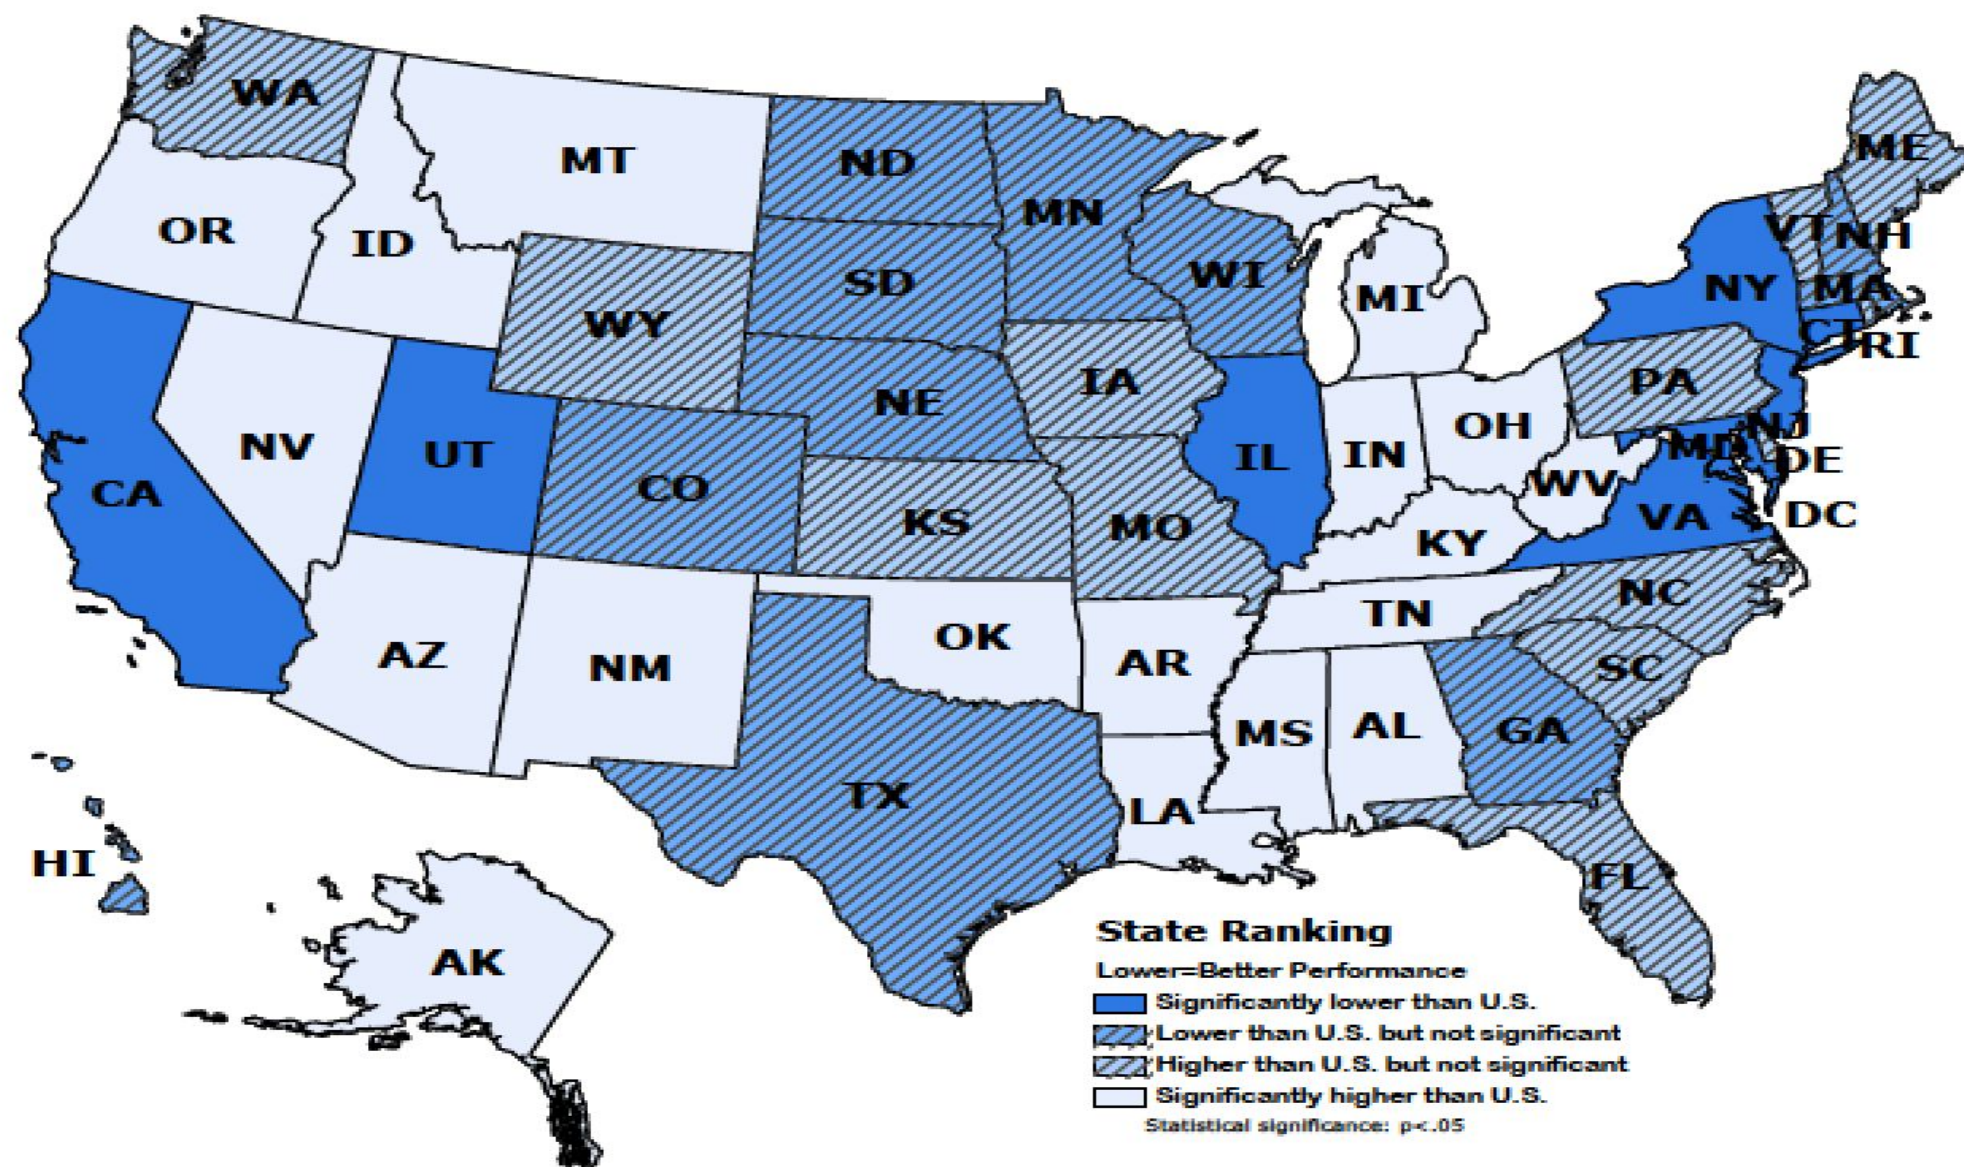 WA
MT
ND
MN
ME
OR
ID
VT
NH
SD
WI
MI
NY
MA
WY
CT
RI
IA
PA
NE
NV
UT
IL
IN
OH
NJ
MD
DE
CA
CO
KS
MO
WV
VA
DC
KY
NC
TN
AZ
NM
OK
AR
SC
MS
AL
GA
TX
LA
HI
FL
AK
State Ranking
Lower=Better Performance
Significantly lower than U.S.
Lower than U.S. but not significant
Higher than U.S. but not significant
Significantly higher than U.S.
Statistical significance: p<.05